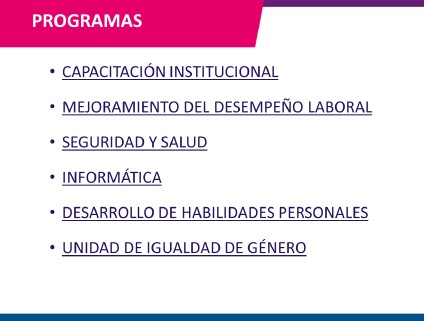 PROGRAMAS
• CAPACITACIÓN INSTITUCIONAL
• MEJORAMIENTO DEL DESEMPEÑO LABORAL
• SEGURIDAD Y SALUD
• INFORMÁTICA
• DESARROLLO DE HABILIDADES PERSONALES
• UNIDAD DE IGUALDAD DE GÉNERO